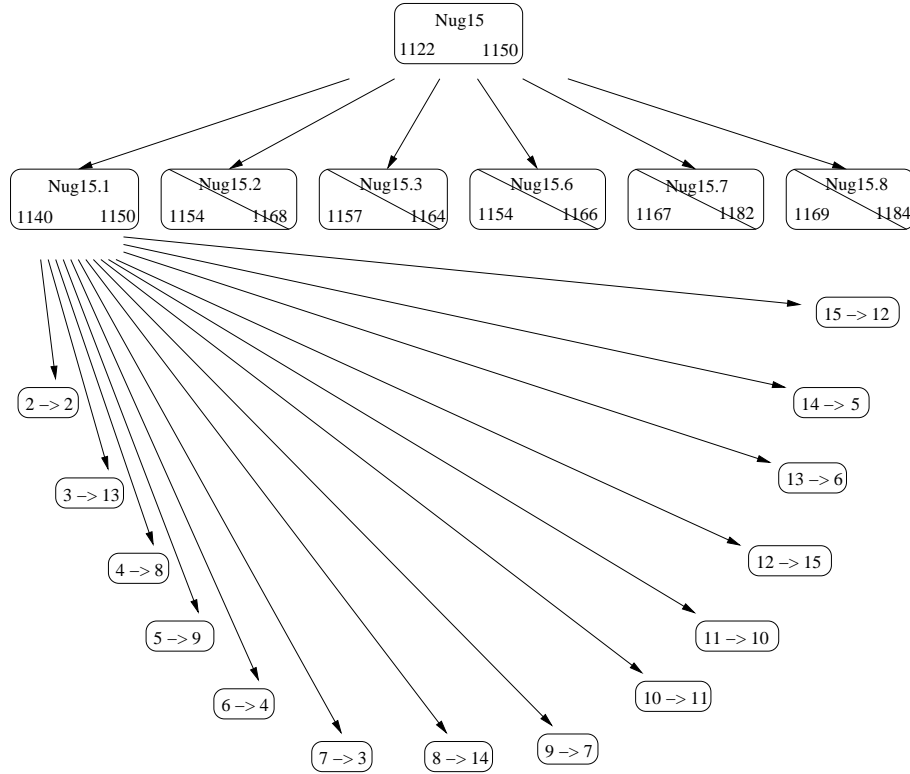 Nug15
1122 1150
Nug15.1 Nug15.2 Nug15.3 Nug15.6 Nug15.7 Nug15.8
1140 1150 1154 1168 1157 1164 1154 1166 1167 1182 1169 1184
15 –> 12
2 –> 2
14 –> 5
13 –> 6
3 –> 13
12 –> 15
4 –> 8
5 –> 9
11 –> 10
10 –> 11
6 –> 4
9 –> 7
7 –> 3
8 –> 14